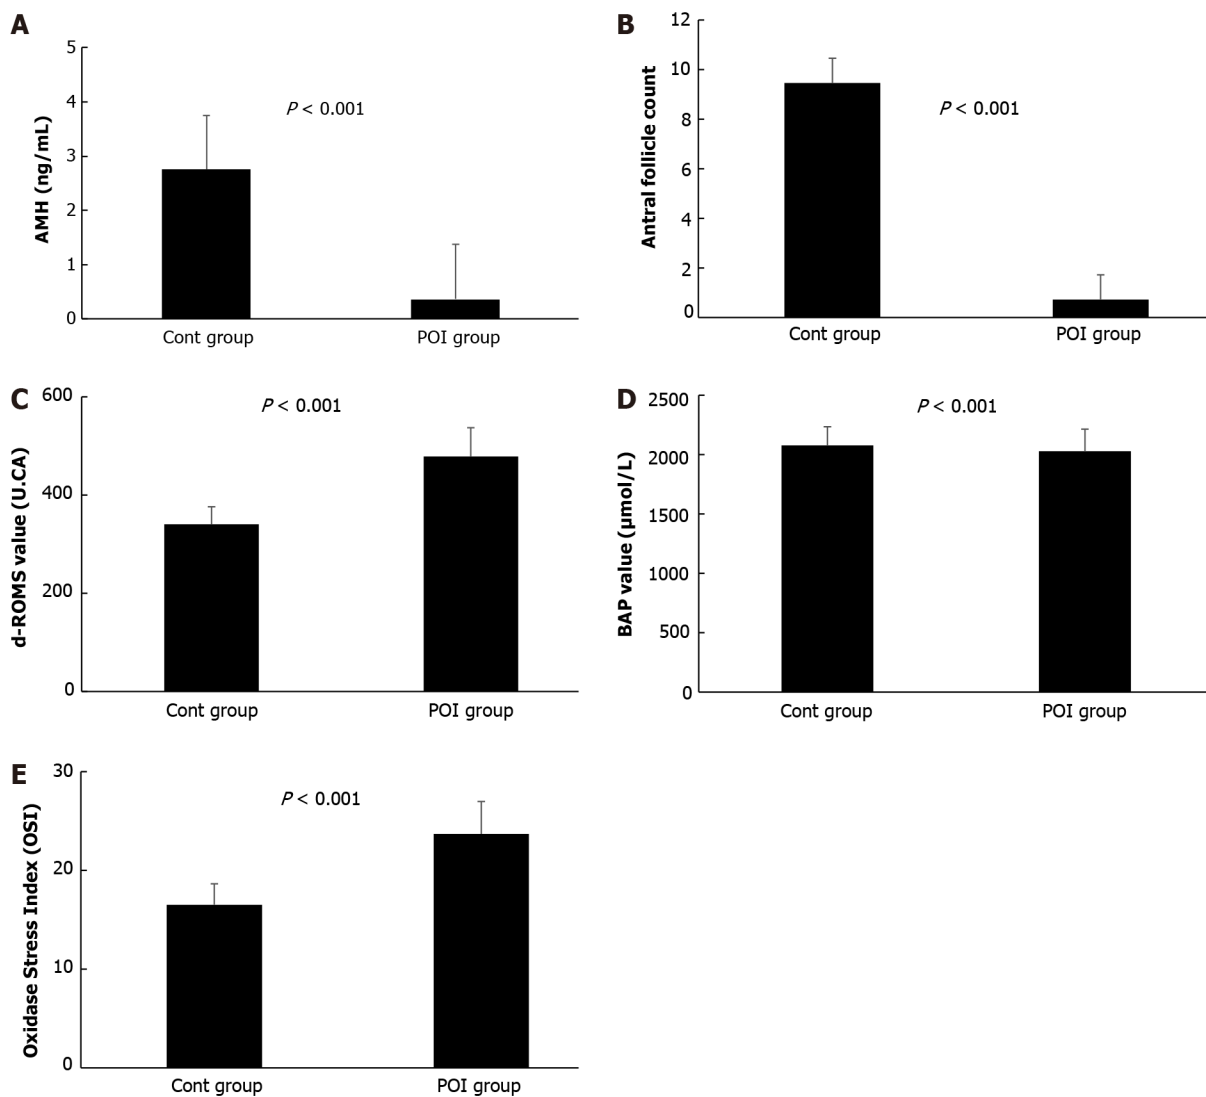 A
AMH (ng/mL)
5
4
3
2
1
0
P < 0.001
Cont group
POI group
B
Antral follicle count
12
10
8
6
4
2
0
P < 0.001
Cont group
POI group
C
d-ROMS value (U.CA)
600
400
200
0
P < 0.001
Cont group
POI group
D
BAP value (μmol/L)
2500
2000
1500
1000
500
0
P < 0.001
Cont group
POI group
E
Oxidase Stress Index (OSI)
30
20
10
0
P < 0.001
Cont group
POI group